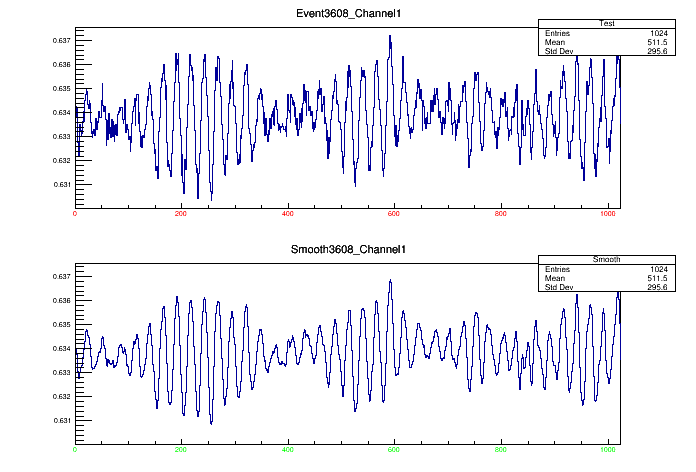 Event3608_Channel1
Test
Entries 1024
Mean 511.5
Std Dev 295.6
0.637
0.636
0.635
0.634
0.633
0.632
0.631
0 200 400 600 800 1000
Smooth3608_Channel1
Smooth
Entries 1024
Mean 511.5
Std Dev 295.6
0.637
0.636
0.635
0.634
0.633
0.632
0.631
0 200 400 600 800 1000